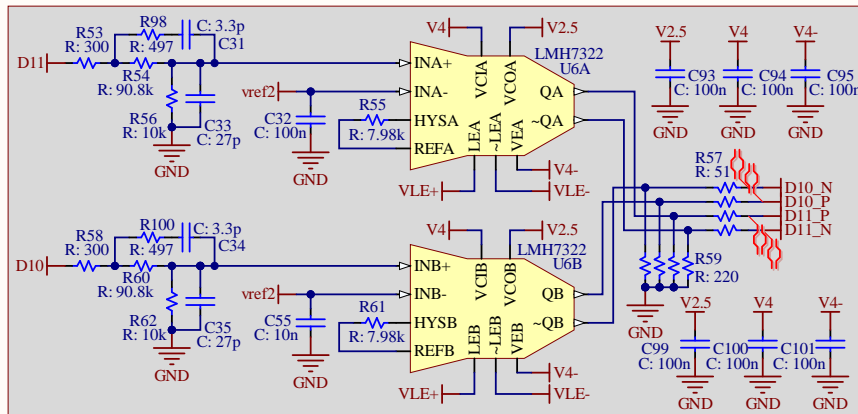 R98
C: 3.3p
R53
R: 300
R: 497
C31
D11
R54
R: 90.8k
R56
R: 10k
C33
C: 27p
GND
vref2
C32
C: 100n
GND
R55
R: 7.98k
V4
V2.5
LMH7322
U6A
INA+
INA-
HYSA
REFA
VCIA
VCOA
QA
~QA
LEA
~LEA
VEA
V4-
VLE+
VLE-
V2.5
V4
V4-
C93
C: 100n
C94
C: 100n
C95
C: 100n
GND
GND
GND
R57
R: 51
D10_N
D10_P
D11_P
D11_N
R59
R: 220
GND
R100
C: 3.3p
R58
R: 300
R: 497
C34
D10
R60
R: 90.8k
R62
R: 10k
C35
C: 27p
GND
vref2
C55
C: 10n
GND
R61
R: 7.98k
V4
V2.5
LMH7322
U6B
INB+
INB-
HYSB
REFB
VCIB
VCOB
QB
~QB
LEB
~LEB
VEB
V4-
VLE+
VLE-
V2.5
V4
V4-
C99
C: 100n
C100
C: 100n
C101
C: 100n
GND
GND
GND